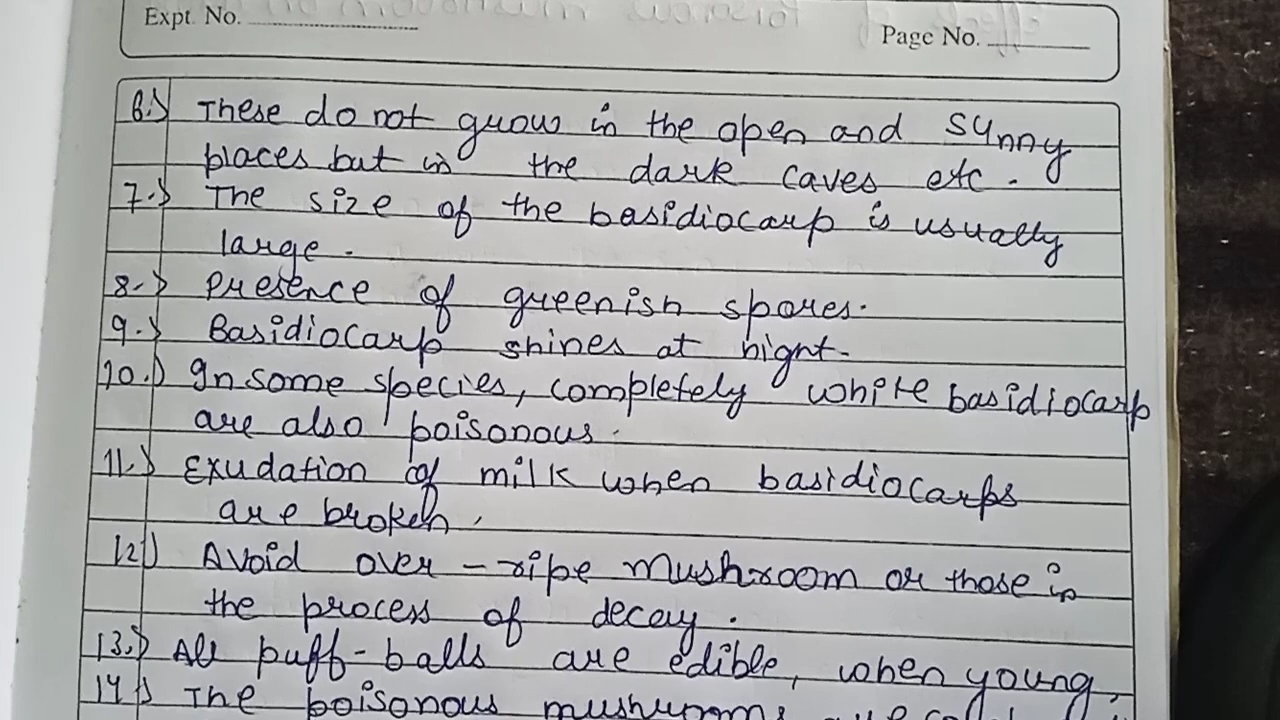 Expt. No.
Page No.
6.) These do not grow in the open and sunny
places but in the dark caves etc.
7.) The size of the basidiocarp is usually
large.
8.) Presence of greenish spores.
9.) Basidiocarp shines at night.
10.) In some species, completely white basidiocarp
are also poisonous.
11.) Exudation of milk when basidiocarps
are broken.
12) Avoid over-ripe mushroom or those in
the process of decay.
13.) All puff-balls are edible, when young,
14.) The poisonous mushrooms are